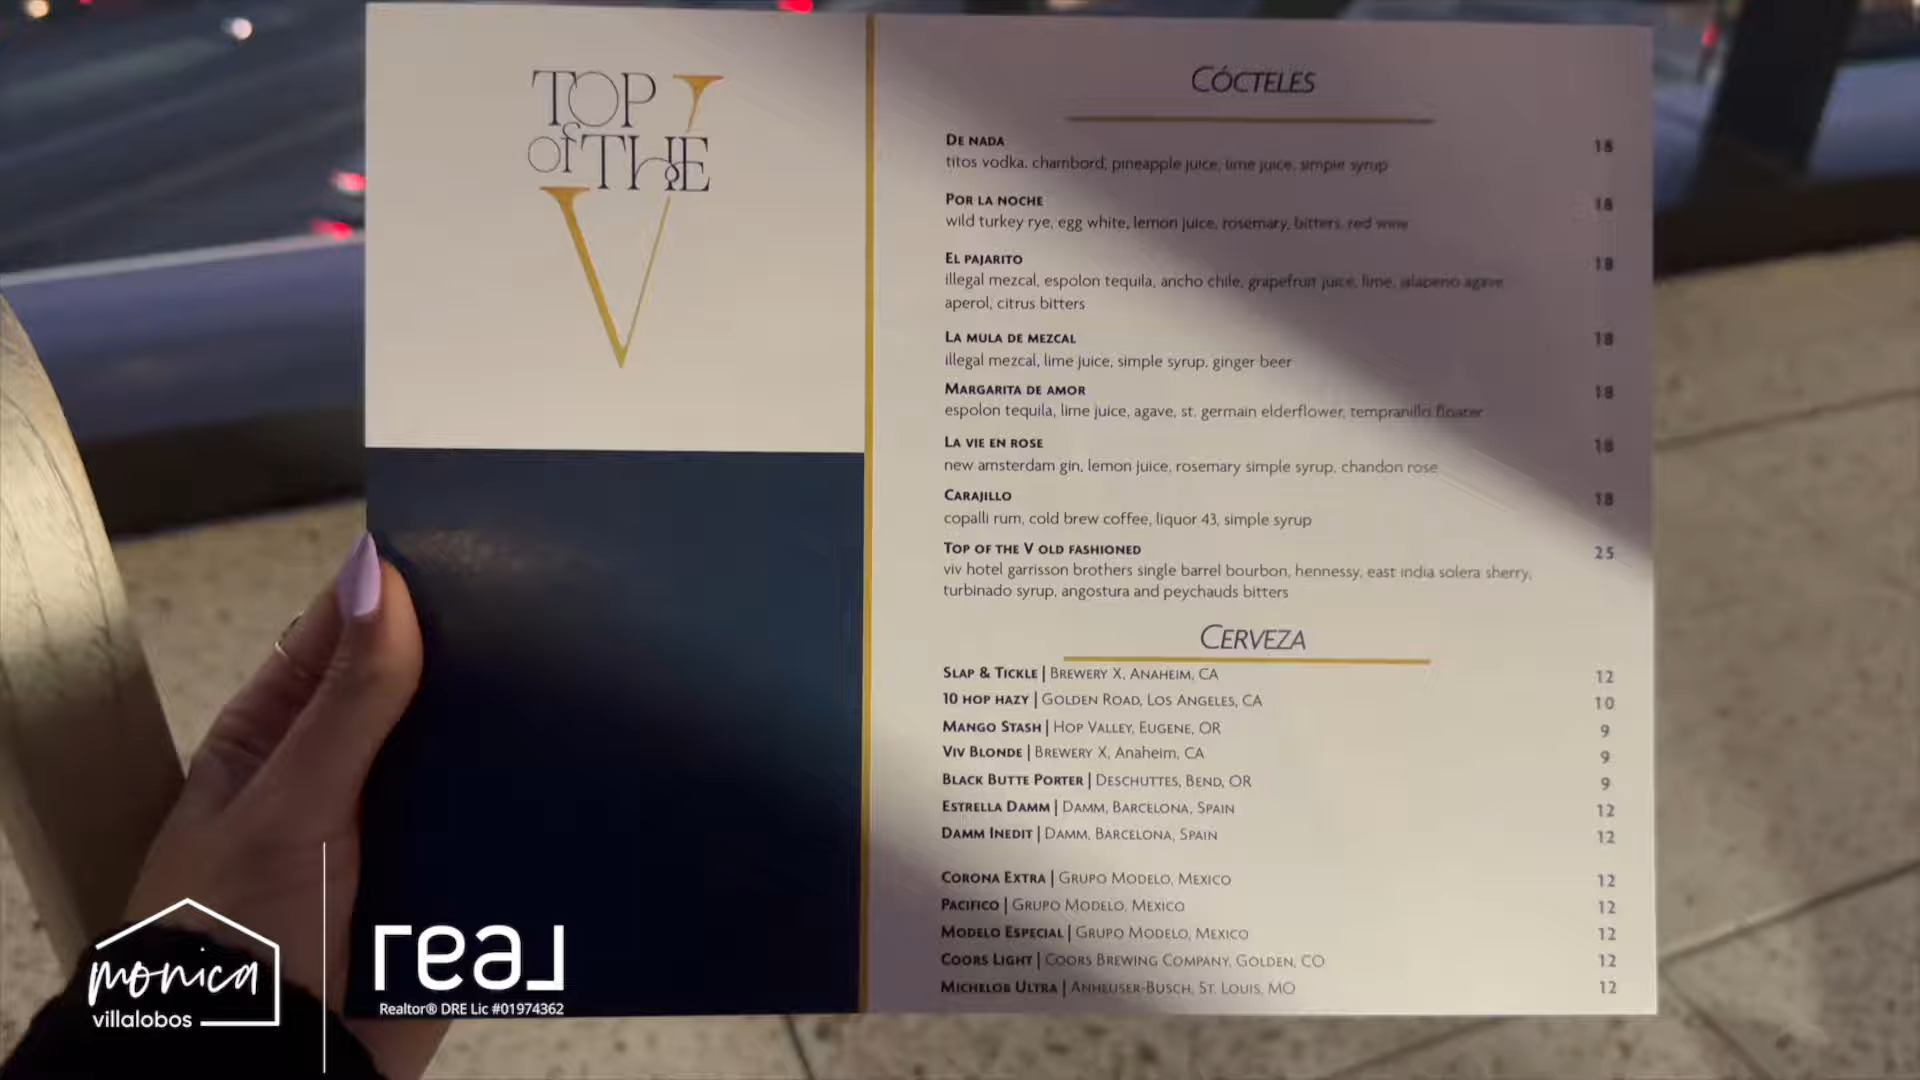 TOP
of THE
V
CÓCTELES
DE NADA 18
titos vodka, chambord, pineapple juice, lime juice, simple syrup
POR LA NOCHE 18
wild turkey rye, egg white, lemon juice, rosemary, bitters, red wine
EL PAJARITO 18
illegal mezcal, espolon tequila, ancho chile, grapefruit juice, lime, jalapeno agave
aperol, citrus bitters
LA MULA DE MEZCAL 18
illegal mezcal, lime juice, simple syrup, ginger beer
MARGARITA DE AMOR 18
espolon tequila, lime juice, agave, st. germain elderflower, tempranillo floater
LA VIE EN ROSE 18
new amsterdam gin, lemon juice, rosemary simple syrup, chandon rose
CARAJILLO 18
copalli rum, cold brew coffee, liquor 43, simple syrup
TOP OF THE V OLD FASHIONED 25
viv hotel garrisson brothers single barrel bourbon, hennessy, east india solera sherry,
turbinado syrup, angostura and peychauds bitters
CERVEZA
SLAP & TICKLE | BREWERY X, ANAHEIM, CA 12
10 HOP HAZY | GOLDEN ROAD, LOS ANGELES, CA 10
MANGO STASH | HOP VALLEY, EUGENE, OR 9
VIV BLONDE | BREWERY X, Anaheim, CA 9
BLACK BUTTE PORTER | DESCHUTTES, BEND, OR 9
ESTRELLA DAMM | DAMM, BARCELONA, SPAIN 12
DAMM INEDIT | DAMM, BARCELONA, SPAIN 12
CORONA EXTRA | GRUPO MODELO, MEXICO 12
PACIFICO | GRUPO MODELO, MEXICO 12
MODELO ESPECIAL | GRUPO MODELO, MEXICO 12
COORS LIGHT | COORS BREWING COMPANY, GOLDEN, CO 12
MICHELOB ULTRA | ANHEUSER-BUSCH, ST. LOUIS, MO 12
monica
villalobos
real
Realtor® DRE Lic #01974362